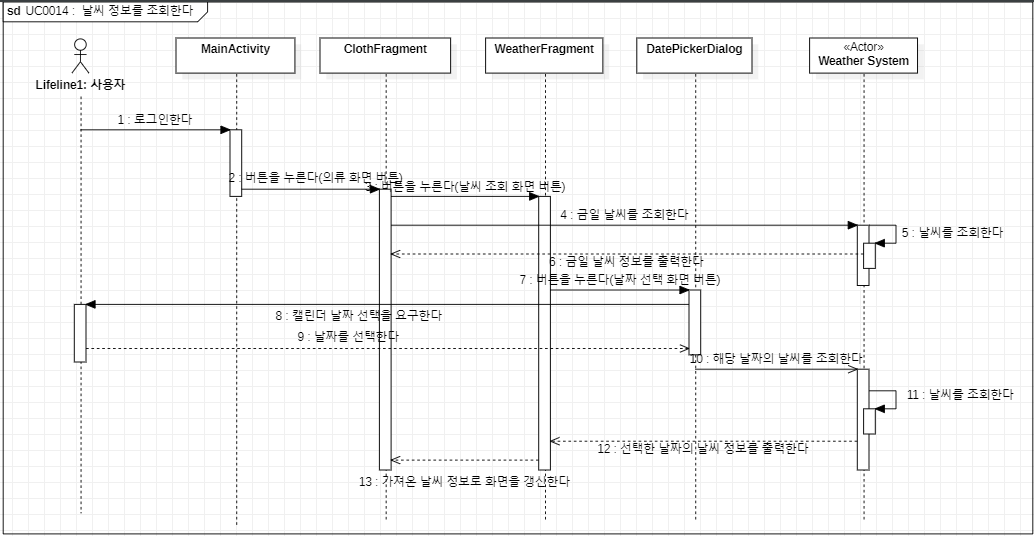 sd UC0014 : 날씨 정보를 조회한다
MainActivity
ClothFragment
WeatherFragment
DatePickerDialog
«Actor»
Weather System
Lifeline1: 사용자
1 : 로그인한다
2 : 버튼을 누른다(의류 화면 버튼)
3 : 버튼을 누른다(날씨 조회 화면 버튼)
4 : 금일 날씨를 조회한다
5 : 날씨를 조회한다
6 : 금일 날씨 정보를 출력한다
7 : 버튼을 누른다(날짜 선택 화면 버튼)
8 : 캘린더 날짜 선택을 요구한다
9 : 날짜를 선택한다
10 : 해당 날짜의 날씨를 조회한다
11 : 날씨를 조회한다
12 : 선택한 날짜의 날씨 정보를 출력한다
13 : 가져온 날씨 정보로 화면을 갱신한다